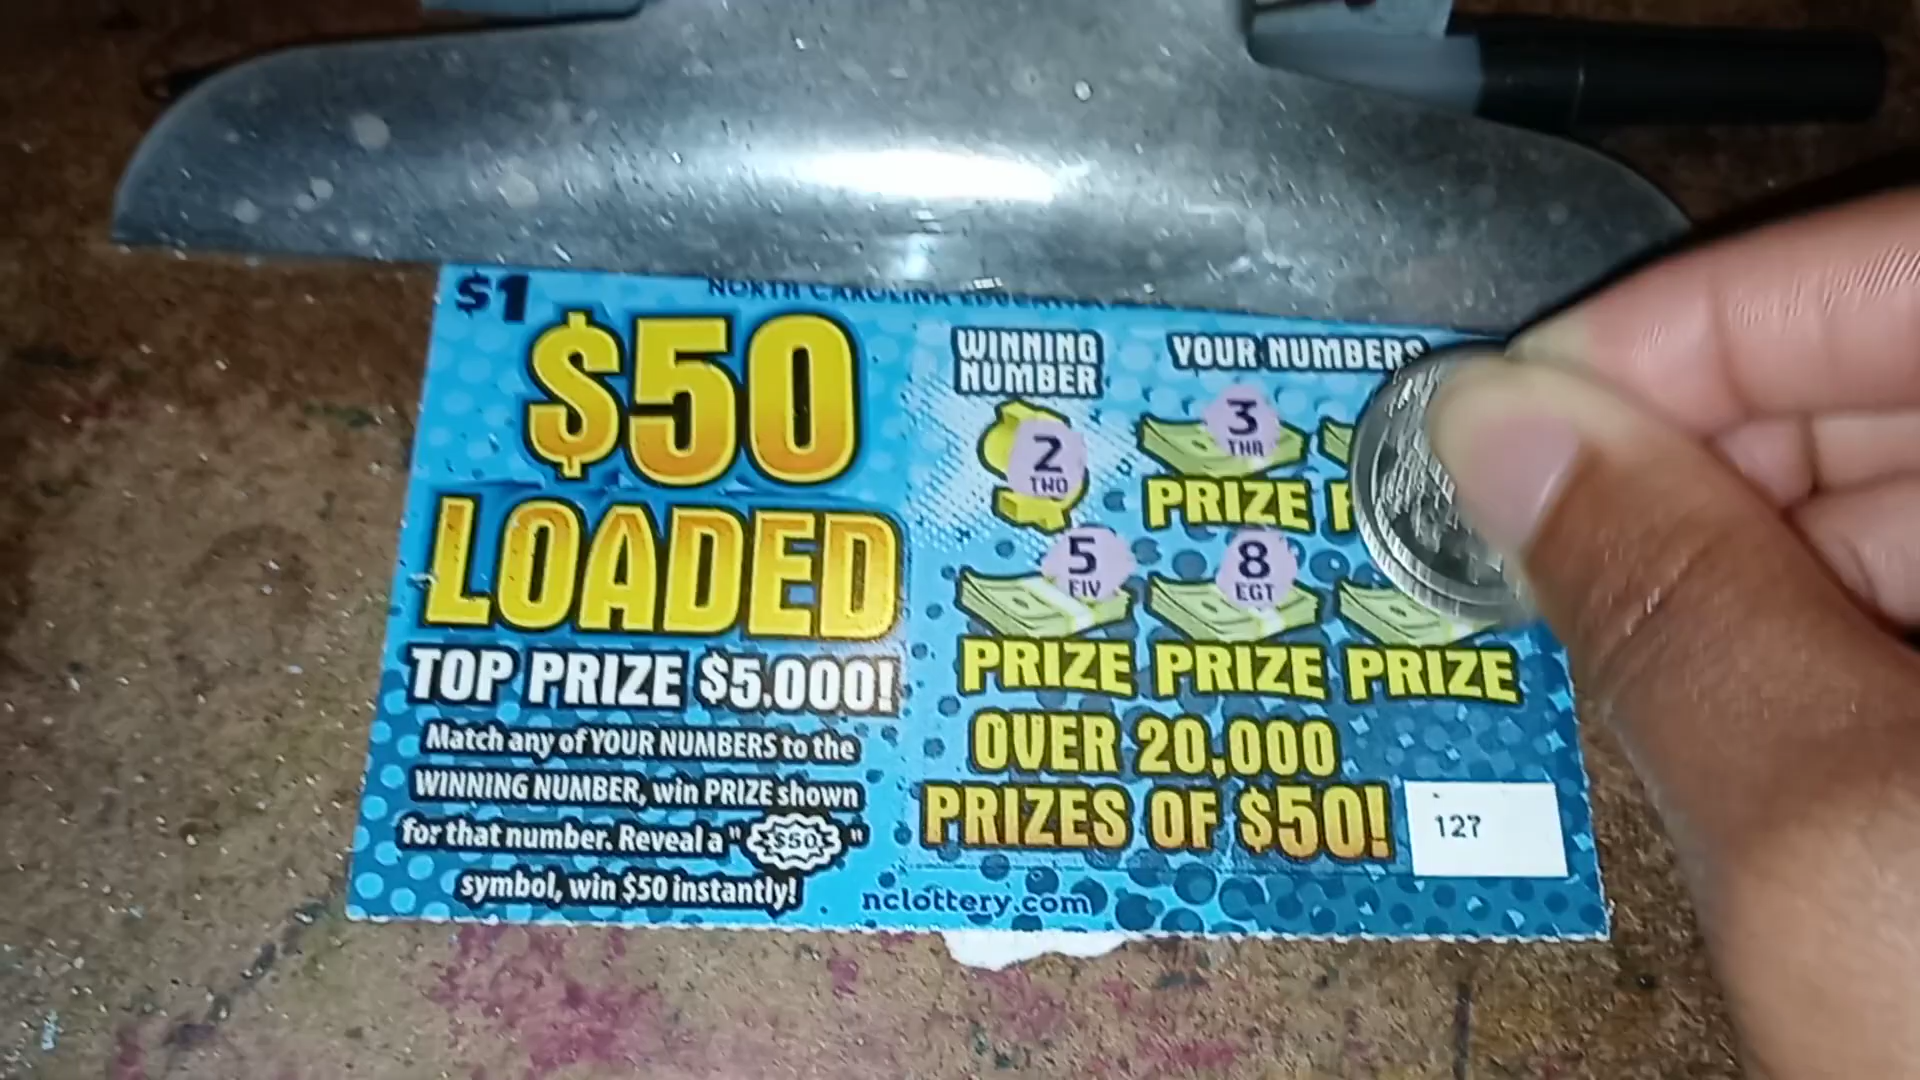 $1
NORTH CAROLINA
$50
LOADED
TOP PRIZE $5,000!
Match any of YOUR NUMBERS to the
WINNING NUMBER, win PRIZE shown
for that number. Reveal a " $50 "
symbol, win $50 instantly!
WINNING
NUMBER
YOUR NUMBERS
2
TWO
3
THR
PRIZE
5
FIV
8
EGT
PRIZE PRIZE PRIZE
OVER 20,000
PRIZES OF $50!
127
nclottery.com